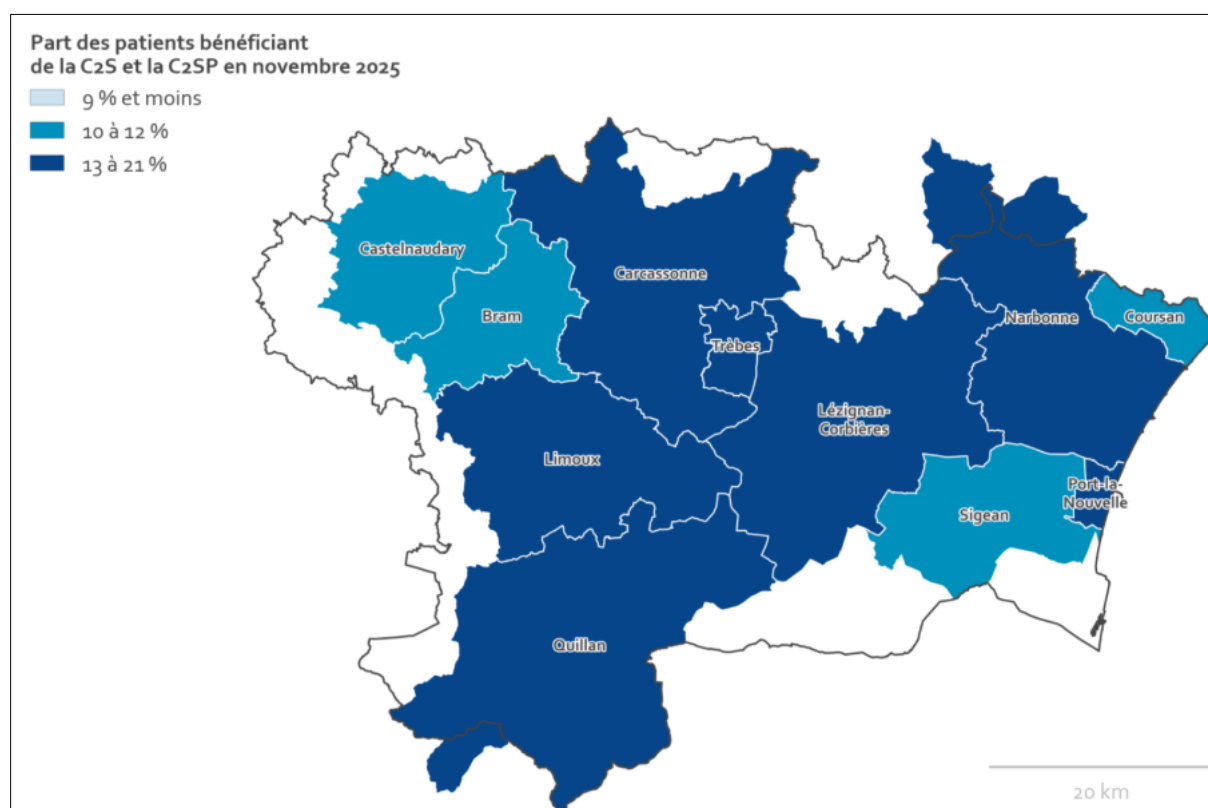 Part des patients bénéficiant
de la C2S et la C2SP en novembre 2025
9 % et moins
10 à 12 %
13 à 21 %
Castelnaudary
Carcassonne
Bram
Narbonne
Coursan
Trèbes
Lézignan-
Corbières
Limoux
Port-la-
Nouvelle
Sigean
Quillan
20 km